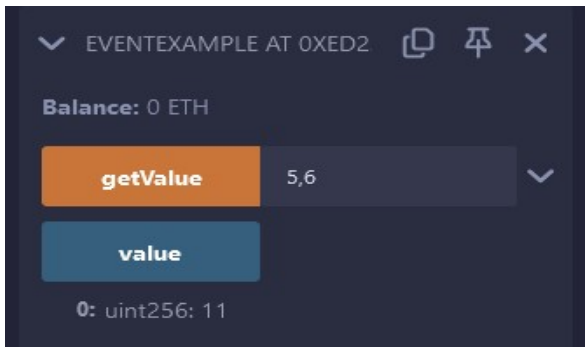 EVENTEXAMPLE AT 0XED2
Balance: 0 ETH
getValue 5,6
value
0: uint256: 11